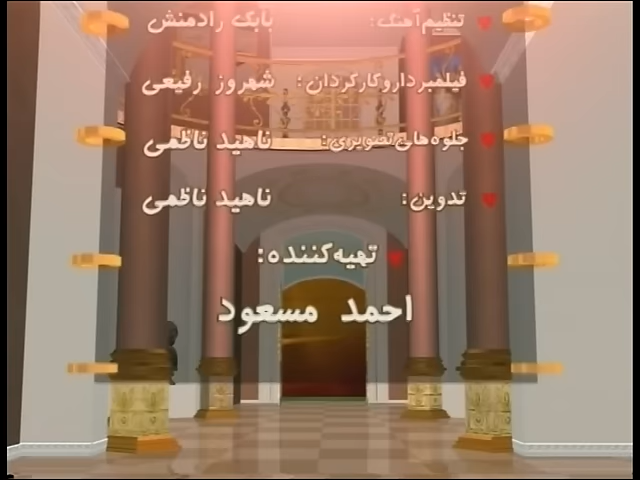 تنظیم‌آهنگ: بابک رادمنش
فیلمبردار و کارگردان: شهروز رفیعی
جلوه‌های تصویری: ناهید ناظمی
تدوین: ناهید ناظمی
تهیه‌کننده:
احمد مسعود